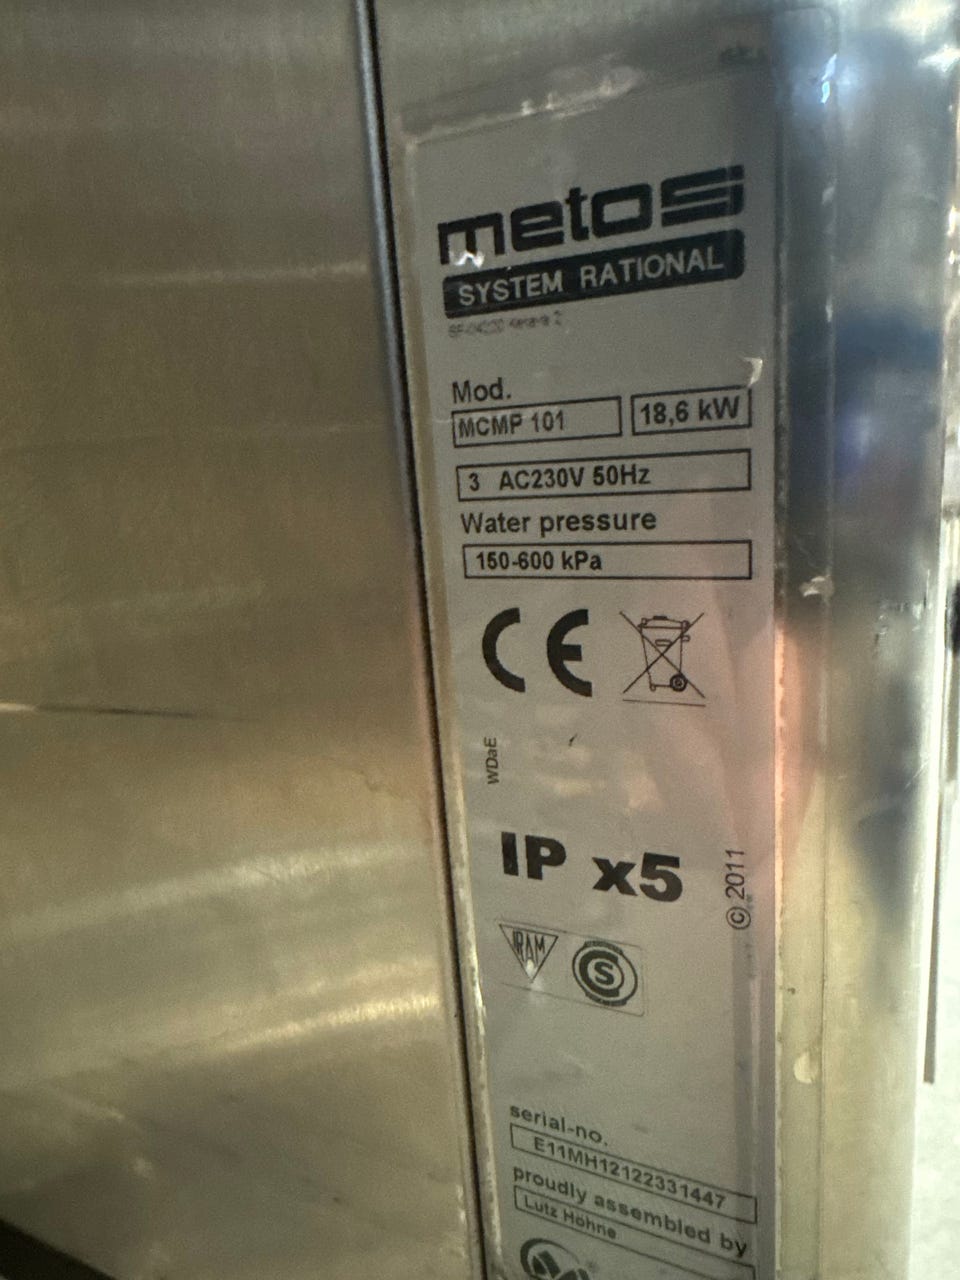 metos
SYSTEM RATIONAL
Mod.
MCMP 101 18,6 kW
3 AC230V 50Hz
Water pressure
150-600 kPa
CE
WDaE
IP x5
© 2011
IRAM
S
serial-no.
E11MH12122331447
proudly assembled by
Lutz Höhne